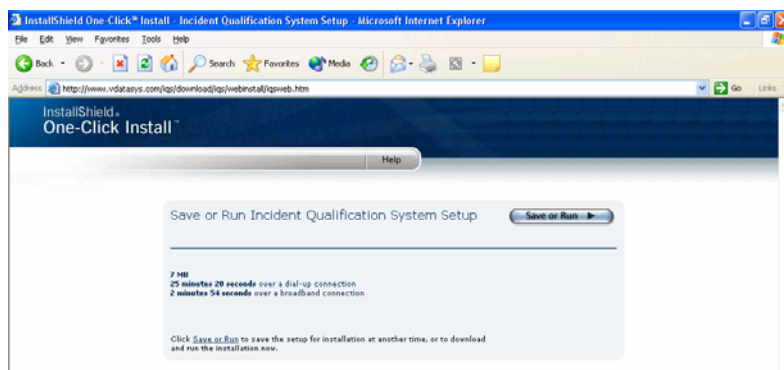 InstallShield One-Click® Install - Incident Qualification System Setup - Microsoft Internet Explorer
File Edit View Favorites Tools Help
Back Search Favorites Media
Address http://www.vdatasys.com/iqs/download/iqs/webinstall/iqsweb.htm Go Links
InstallShield®
One-Click Install™
Help
Save or Run Incident Qualification System Setup Save or Run
7 MB
25 minutes 20 seconds over a dial-up connection
2 minutes 54 seconds over a broadband connection
Click Save or Run to save the setup for installation at another time, or to download
and run the installation now.